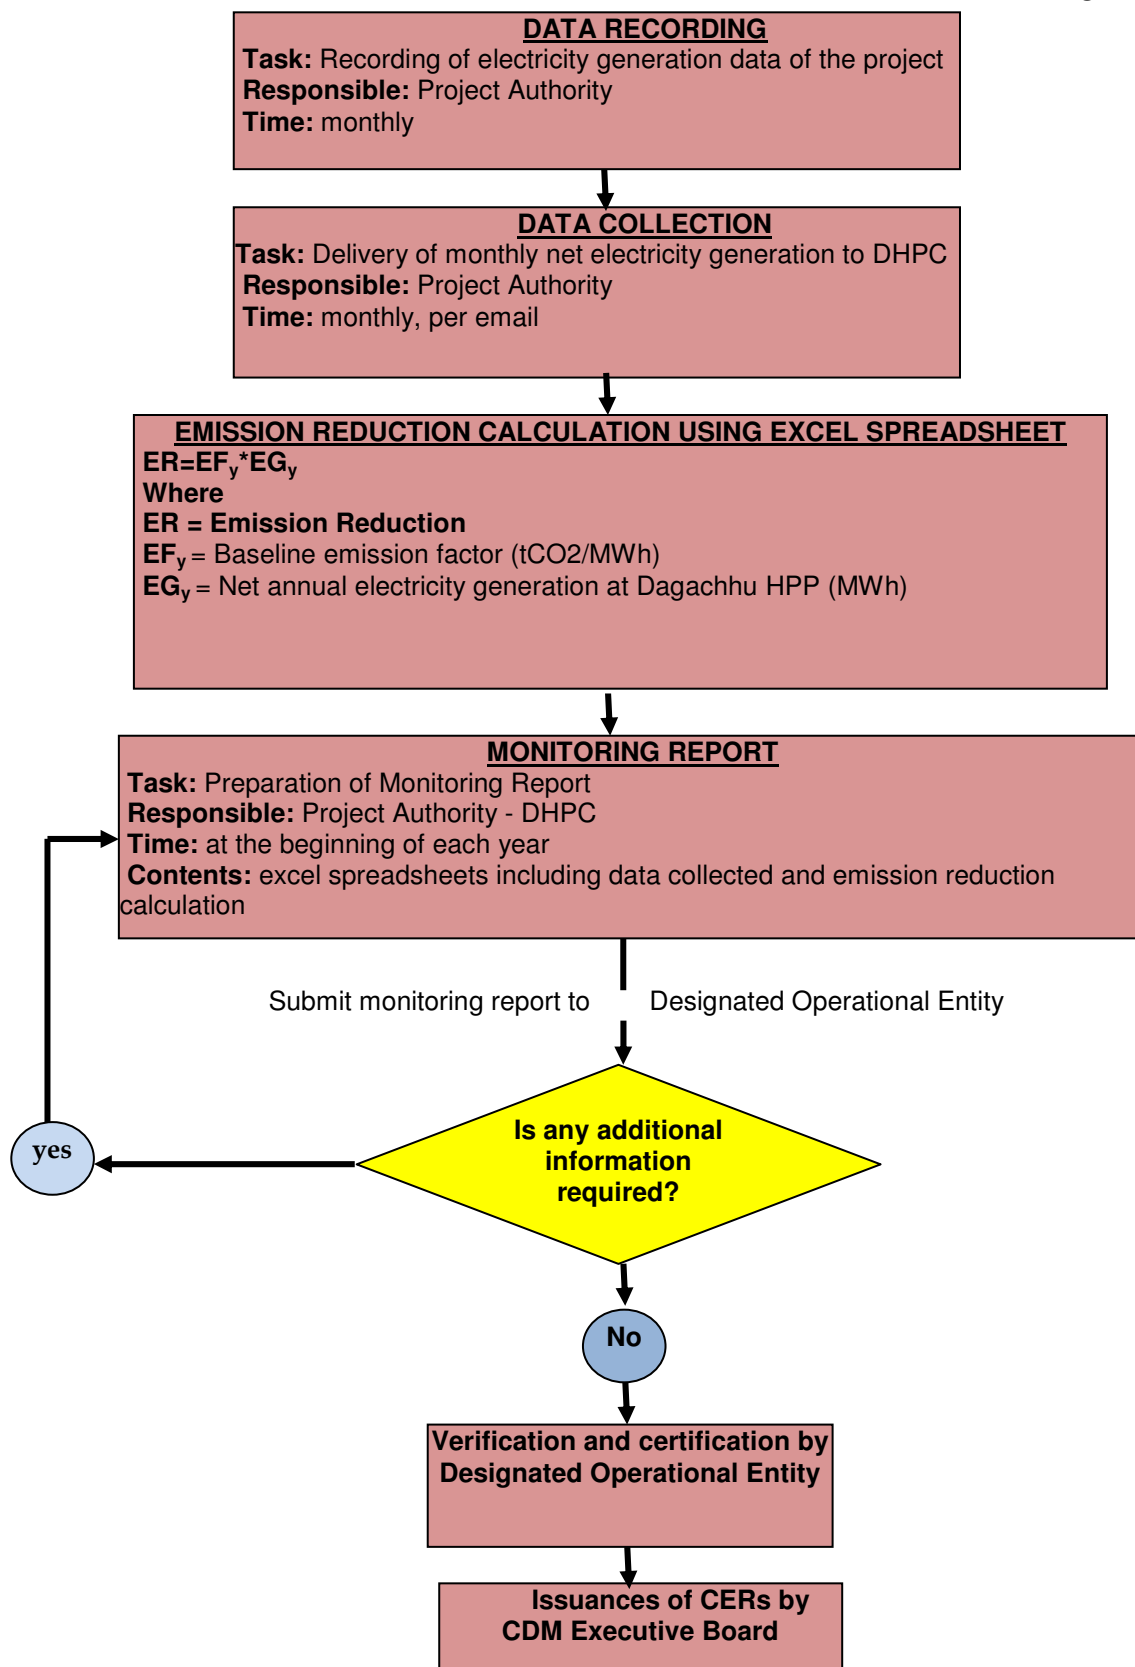 DATA RECORDING
Task: Recording of electricity generation data of the project
Responsible: Project Authority
Time: monthly
DATA COLLECTION
Task: Delivery of monthly net electricity generation to DHPC
Responsible: Project Authority
Time: monthly, per email
EMISSION REDUCTION CALCULATION USING EXCEL SPREADSHEET
ER=EFy*EGy
Where
ER = Emission Reduction
EFy = Baseline emission factor (tCO2/MWh)
EGy = Net annual electricity generation at Dagachhu HPP (MWh)
MONITORING REPORT
Task: Preparation of Monitoring Report
Responsible: Project Authority - DHPC
Time: at the beginning of each year
Contents: excel spreadsheets including data collected and emission reduction
calculation
Submit monitoring report to Designated Operational Entity
Is any additional
information
required?
yes
No
Verification and certification by
Designated Operational Entity
Issuances of CERs by
CDM Executive Board